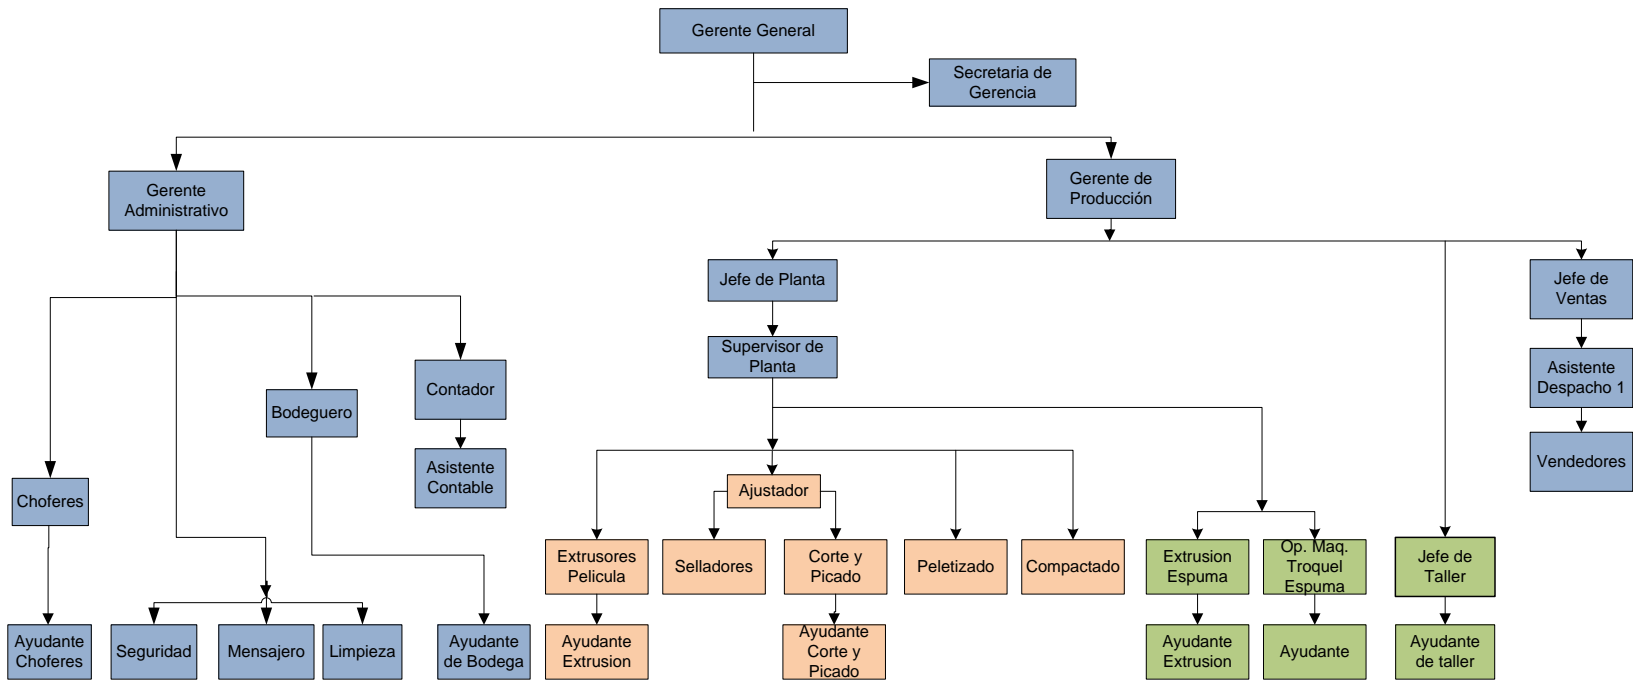 Gerente General
Secretaria de
Gerencia
Gerente
Administrativo
Gerente de
Producción
Jefe de Planta
Jefe de
Ventas
Supervisor de
Planta
Asistente
Despacho 1
Contador
Bodeguero
Vendedores
Asistente
Contable
Choferes
Ajustador
Extrusores
Pelicula
Selladores
Corte y
Picado
Peletizado
Compactado
Extrusion
Espuma
Op. Maq.
Troquel
Espuma
Jefe de
Taller
Ayudante
Choferes
Seguridad
Mensajero
Limpieza
Ayudante
de Bodega
Ayudante
Extrusion
Ayudante
Corte y
Picado
Ayudante
Extrusion
Ayudante
Ayudante
de taller